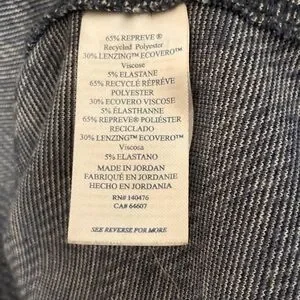 65% REPREVE ®
Recycled Polyester
30% LENZING™ ECOVERO™
Viscose
5% ELASTANE
65% RECYCLÉ RÉPRÉVE
POLYESTER
30% ECOVERO VISCOSE
5% ÉLASTHANNE
65% REPREVE® POLIÉSTER
RECICLADO
30% LENZING™ ECOVERO™
Viscosa
5% ELASTANO
MADE IN JORDAN
FABRIQUÉ EN JORDANIE
HECHO EN JORDANIA
RN# 140476
CA# 64607
SEE REVERSE FOR MORE